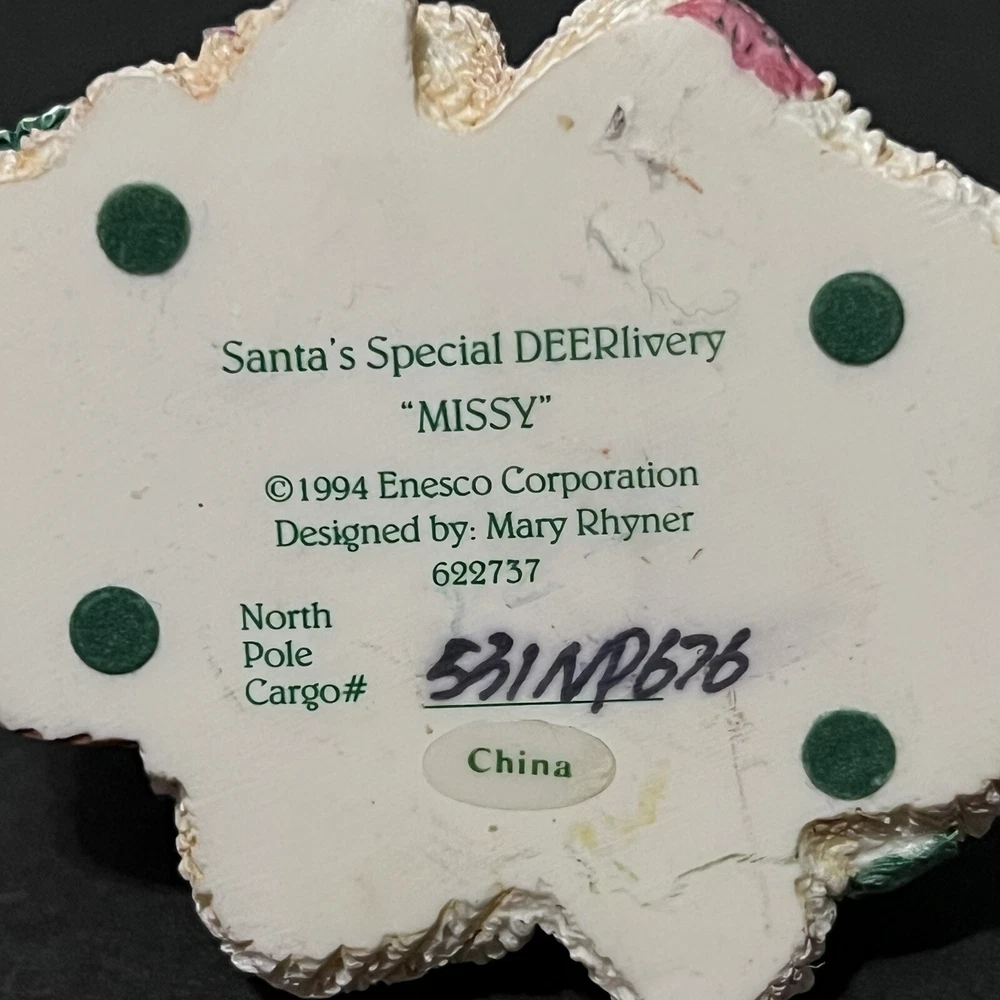 Santa's Special DEERlivery
“MISSY”
©1994 Enesco Corporation
Designed by: Mary Rhyner
622737
North
Pole
Cargo# 531NP676
China